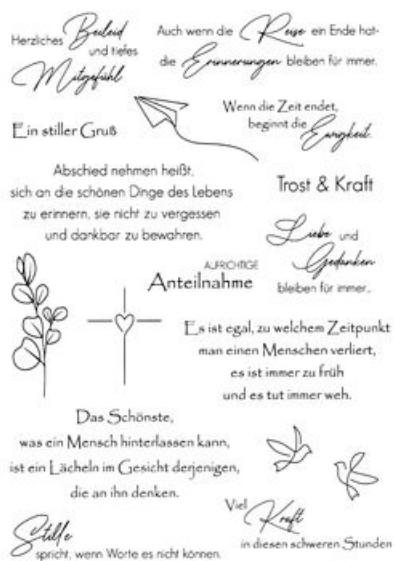 Herzliches Beileid
und tiefes
Mitgefühl
Auch wenn die Reise ein Ende hat-
die Erinnerungen bleiben für immer.
Wenn die Zeit endet,
beginnt die Ewigkeit.
Ein stiller Gruß
Abschied nehmen heißt,
sich an die schönen Dinge des Lebens
zu erinnern, sie nicht zu vergessen
und dankbar zu bewahren.
Trost & Kraft
Liebe und
Gedanken
bleiben für immer..
AUFRICHTIGE
Anteilnahme
Es ist egal, zu welchem Zeitpunkt
man einen Menschen verliert,
es ist immer zu früh
und es tut immer weh.
Das Schönste,
was ein Mensch hinterlassen kann,
ist ein Lächeln im Gesicht derjenigen,
die an ihn denken.
Viel Kraft
in diesen schweren Stunden
Stille
spricht, wenn Worte es nicht können.